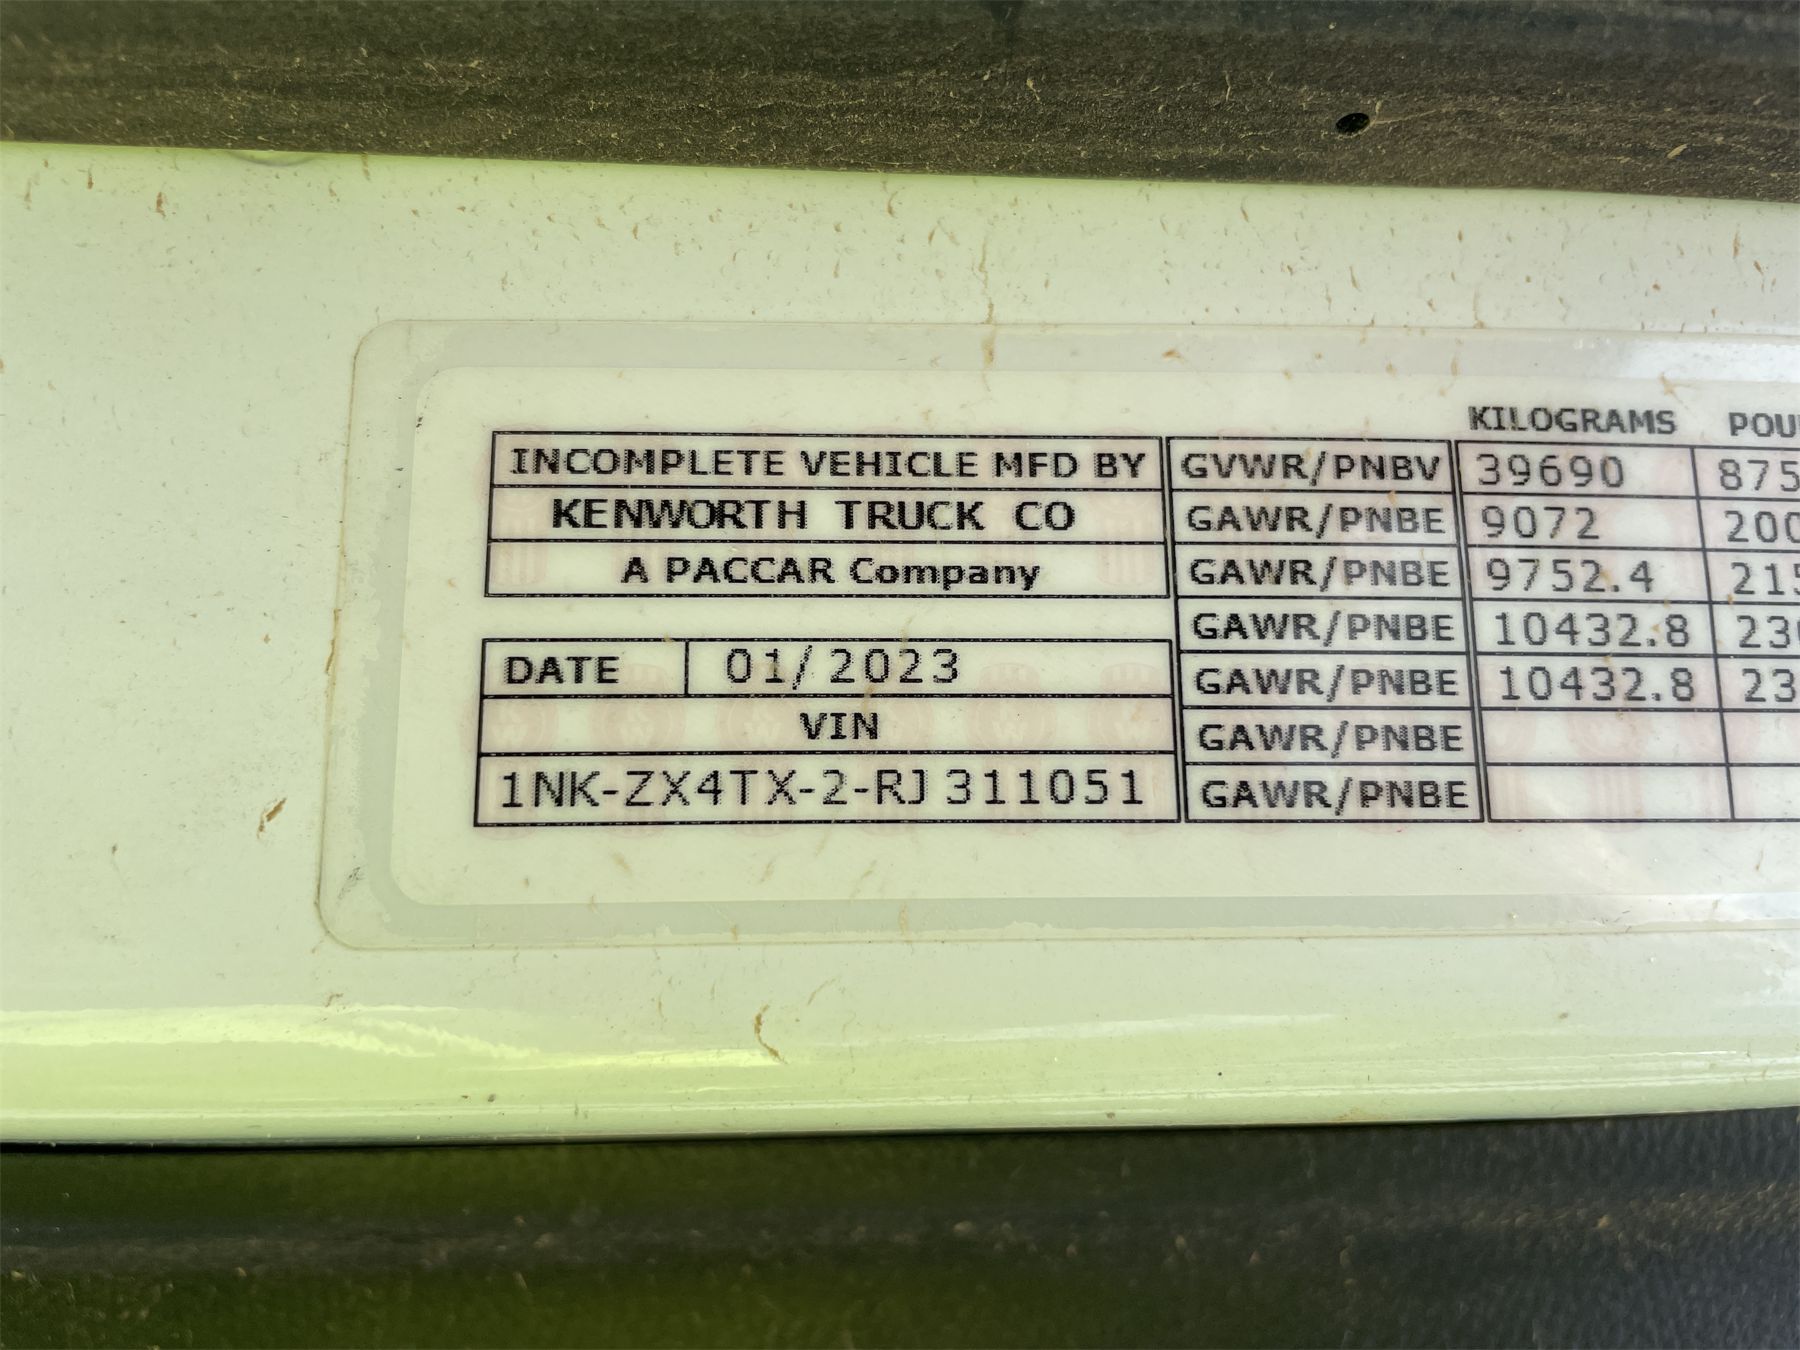 KILOGRAMS
INCOMPLETE VEHICLE MFD BY GVWR/PNBV 39690
KENWORTH TRUCK CO GAWR/PNBE 9072
A PACCAR Company GAWR/PNBE 9752.4
GAWR/PNBE 10432.8
DATE 01/2023 GAWR/PNBE 10432.8
VIN GAWR/PNBE
1NK-ZX4TX-2-RJ311051 GAWR/PNBE